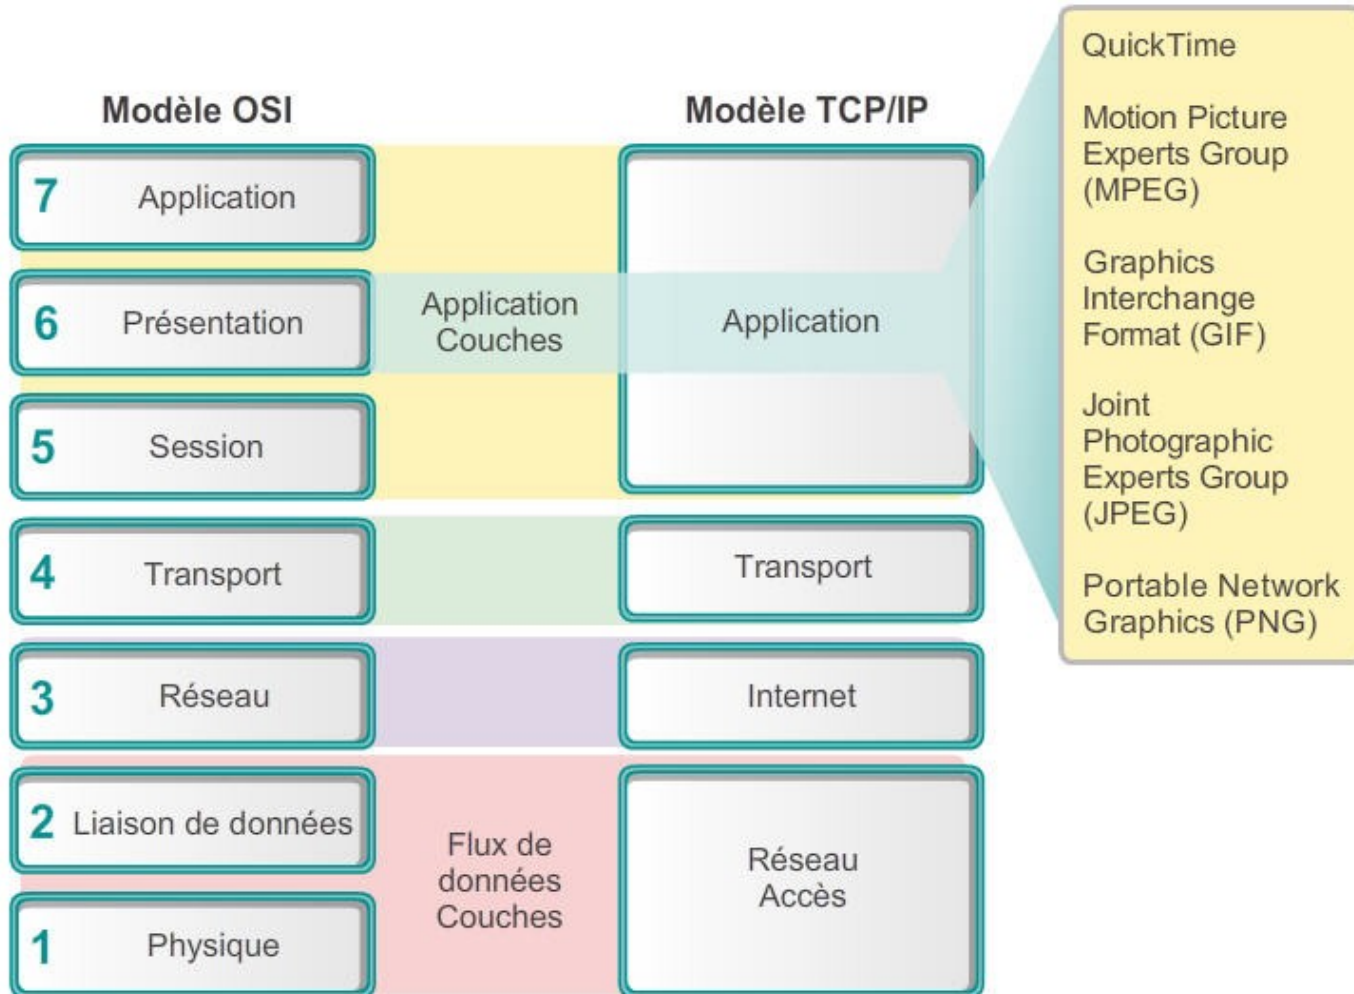 Modèle OSI
7 Application
6 Présentation
5 Session
4 Transport
3 Réseau
2 Liaison de données
1 Physique
Application
Couches
Flux de
données
Couches
Modèle TCP/IP
Application
Transport
Internet
Réseau
Accès
QuickTime
Motion Picture
Experts Group
(MPEG)
Graphics
Interchange
Format (GIF)
Joint
Photographic
Experts Group
(JPEG)
Portable Network
Graphics (PNG)